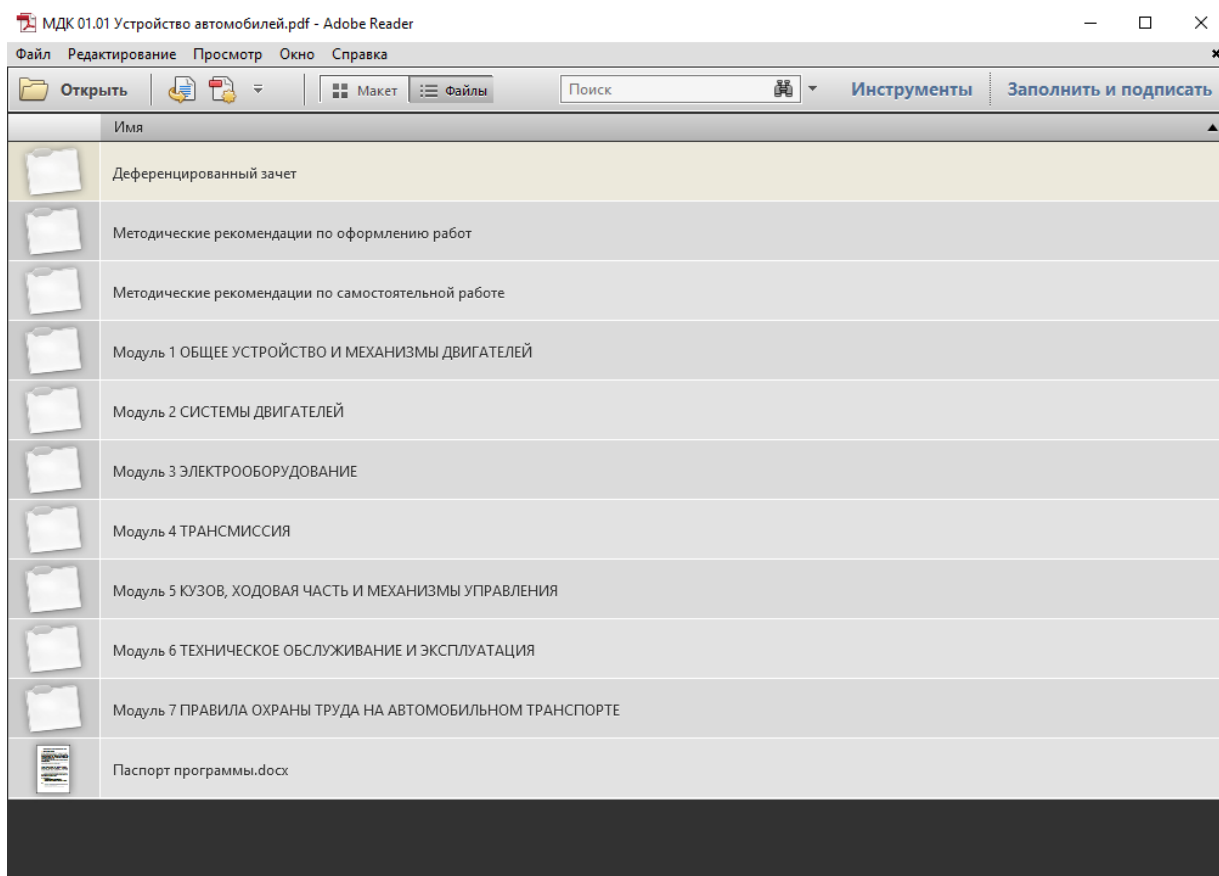 МДК 01.01 Устройство автомобилей.pdf - Adobe Reader
Файл Редактирование Просмотр Окно Справка
Открыть Макет Файлы Поиск Инструменты Заполнить и подписать
Имя
Деференцированный зачет
Методические рекомендации по оформлению работ
Методические рекомендации по самостоятельной работе
Модуль 1 ОБЩЕЕ УСТРОЙСТВО И МЕХАНИЗМЫ ДВИГАТЕЛЕЙ
Модуль 2 СИСТЕМЫ ДВИГАТЕЛЕЙ
Модуль 3 ЭЛЕКТРООБОРУДОВАНИЕ
Модуль 4 ТРАНСМИССИЯ
Модуль 5 КУЗОВ, ХОДОВАЯ ЧАСТЬ И МЕХАНИЗМЫ УПРАВЛЕНИЯ
Модуль 6 ТЕХНИЧЕСКОЕ ОБСЛУЖИВАНИЕ И ЭКСПЛУАТАЦИЯ
Модуль 7 ПРАВИЛА ОХРАНЫ ТРУДА НА АВТОМОБИЛЬНОМ ТРАНСПОРТЕ
Паспорт программы.docx